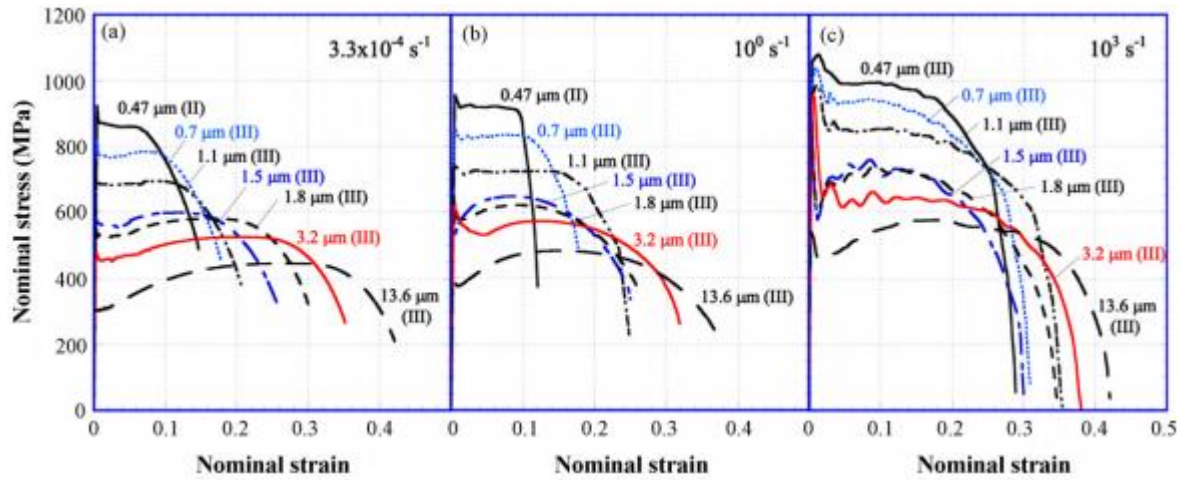 Nominal stress (MPa)
1200
1000
800
600
400
200
0
(a)
3.3x10⁻⁴ s⁻¹
0.47 μm (II)
0.7 μm (III)
1.1 μm (III)
1.5 μm (III)
1.8 μm (III)
3.2 μm (III)
13.6 μm
(III)
0 0.1 0.2 0.3 0.4
Nominal strain
(b)
10⁰ s⁻¹
0.47 μm (II)
0.7 μm (III)
1.1 μm (III)
1.5 μm (III)
1.8 μm (III)
3.2 μm (III)
13.6 μm (III)
0 0.1 0.2 0.3 0.4
Nominal strain
(c)
10³ s⁻¹
0.47 μm (III)
0.7 μm (III)
1.1 μm (III)
1.5 μm (III)
1.8 μm (III)
3.2 μm (III)
13.6 μm
(III)
0 0.1 0.2 0.3 0.4 0.5
Nominal strain